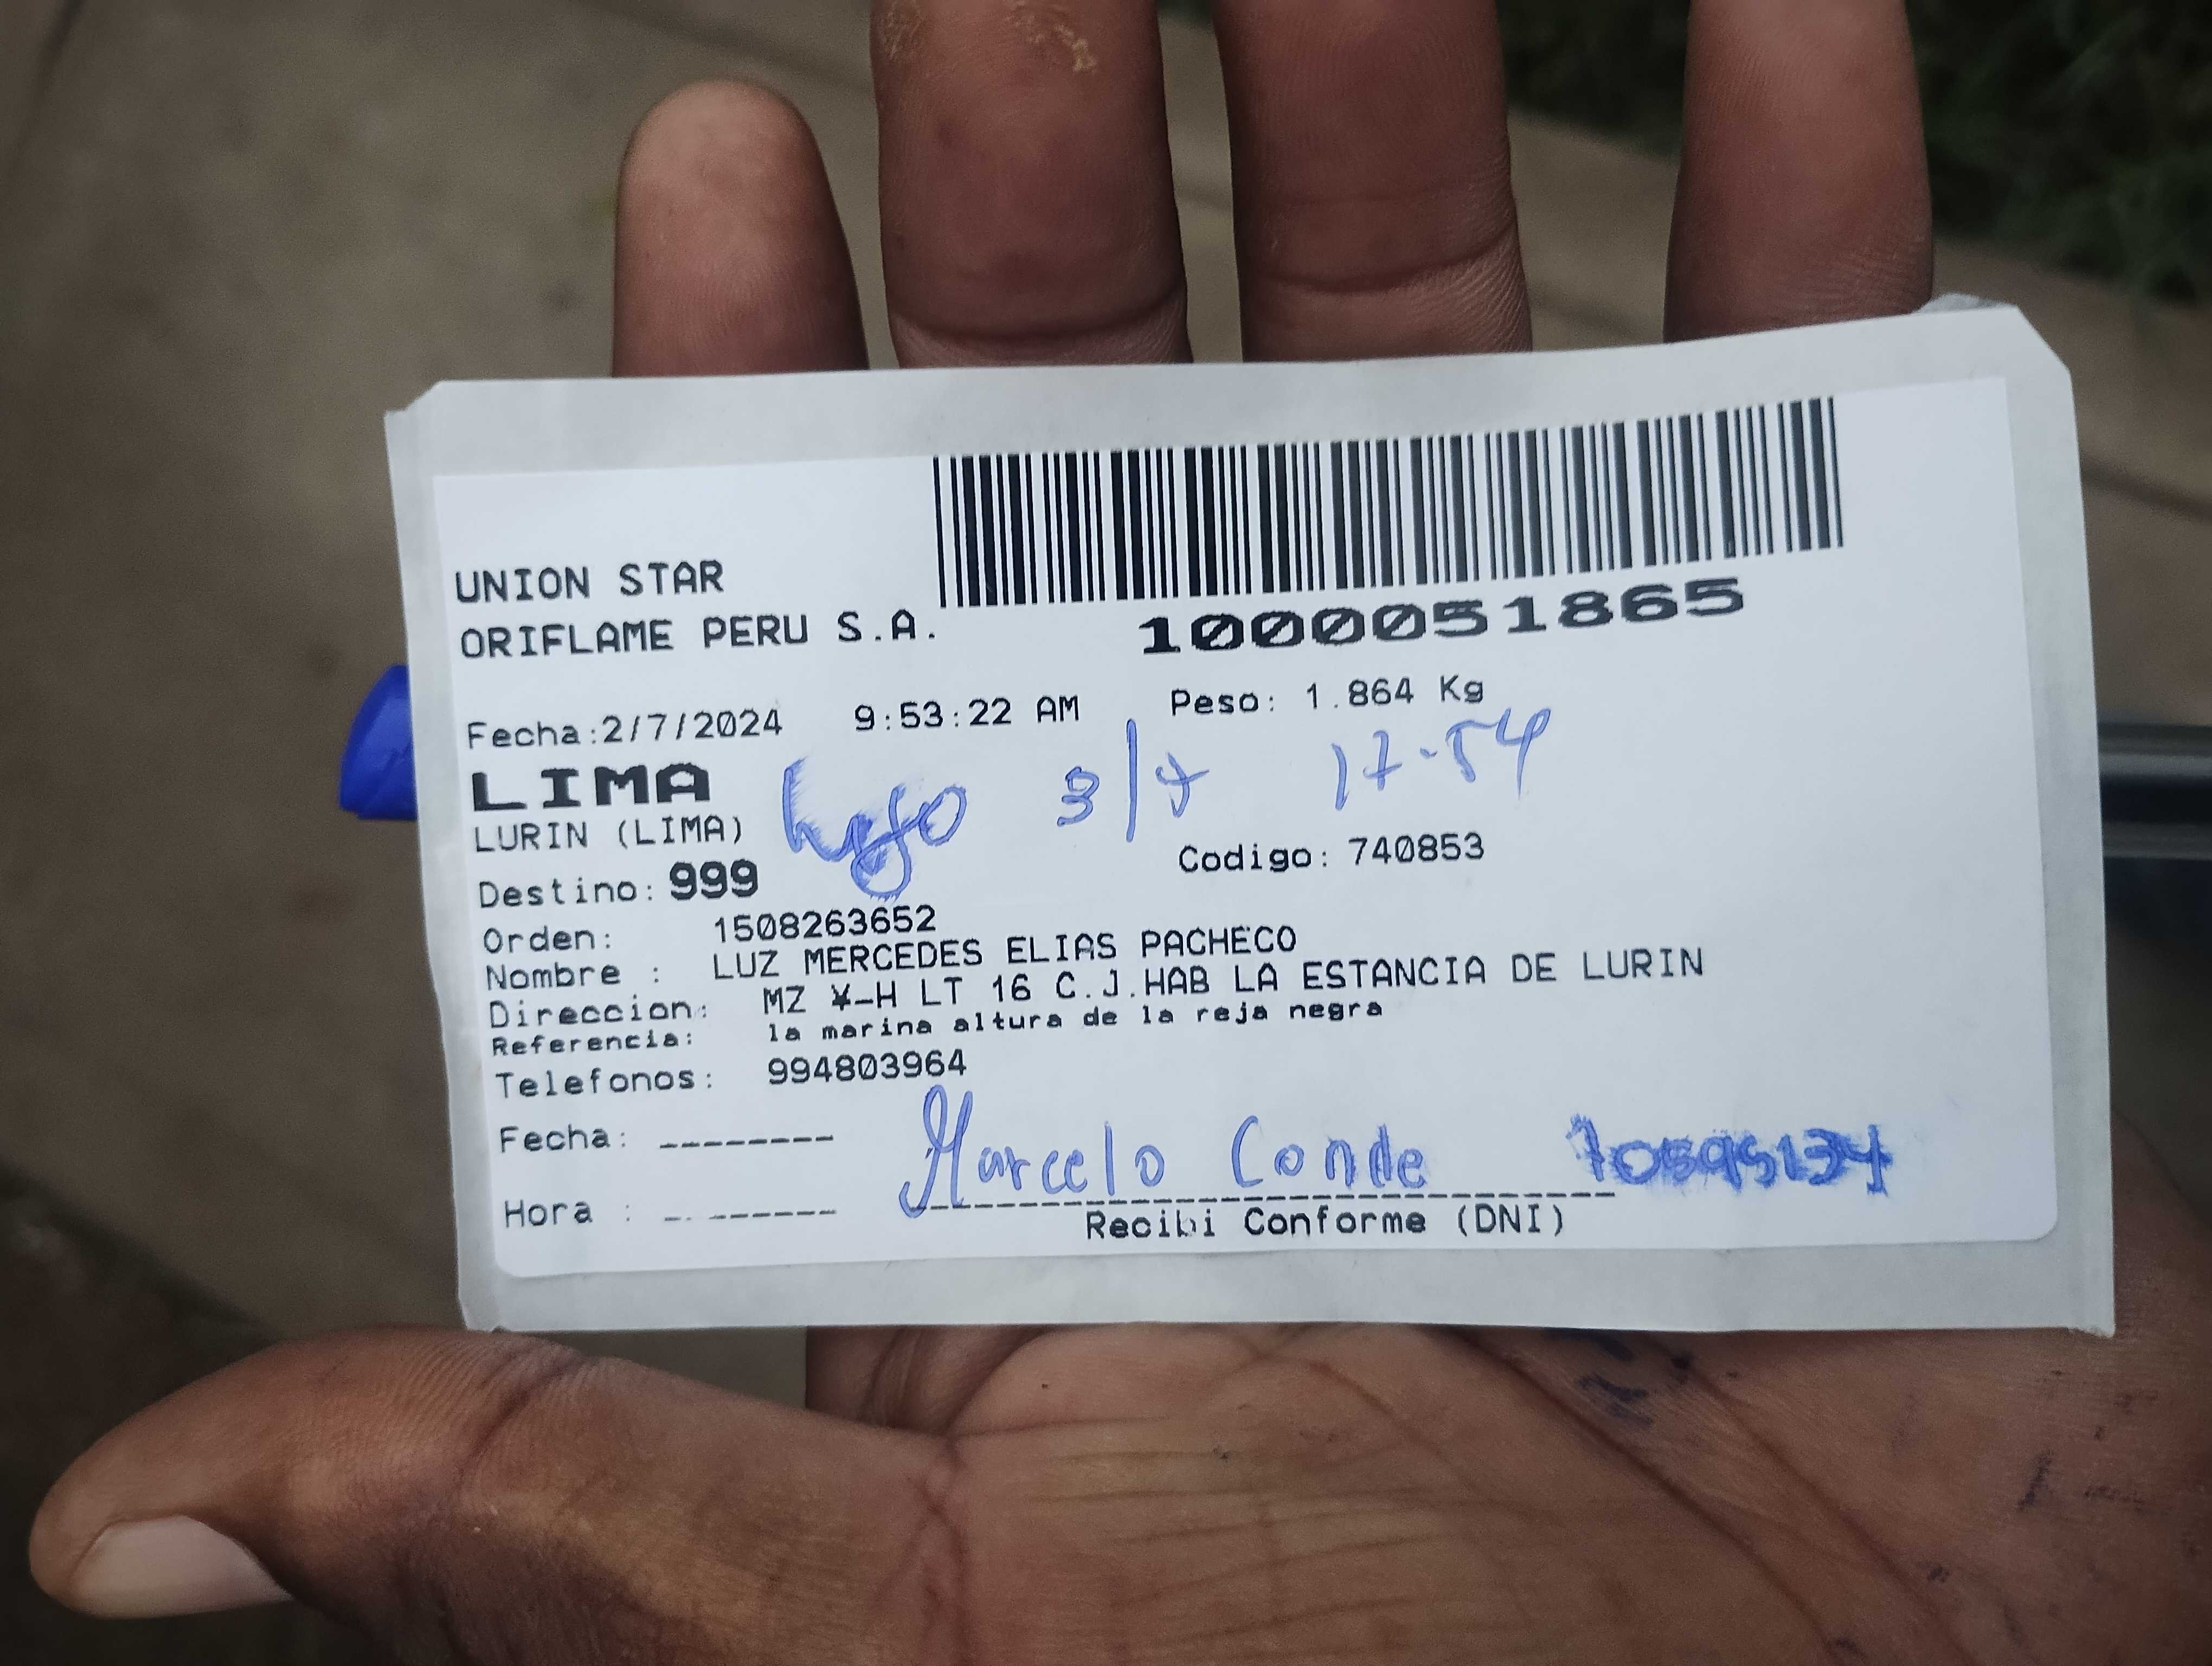 UNION STAR
ORIFLAME PERU S.A.
1000051865
Fecha:2/7/2024 9:53:22 AM Peso: 1.864 Kg
LIMA hijo 3/7 17-54
LURIN (LIMA)
Codigo: 740853
Destino: 999
Orden: 1508263652
Nombre : LUZ MERCEDES ELIAS PACHECO
Direccion: MZ ¥-H LT 16 C.J.HAB LA ESTANCIA DE LURIN
Referencia: la marina altura de la reja negra
Telefonos: 994803964
Fecha: --------
Marcelo Conde
Hora : --------
Recibi Conforme (DNI)